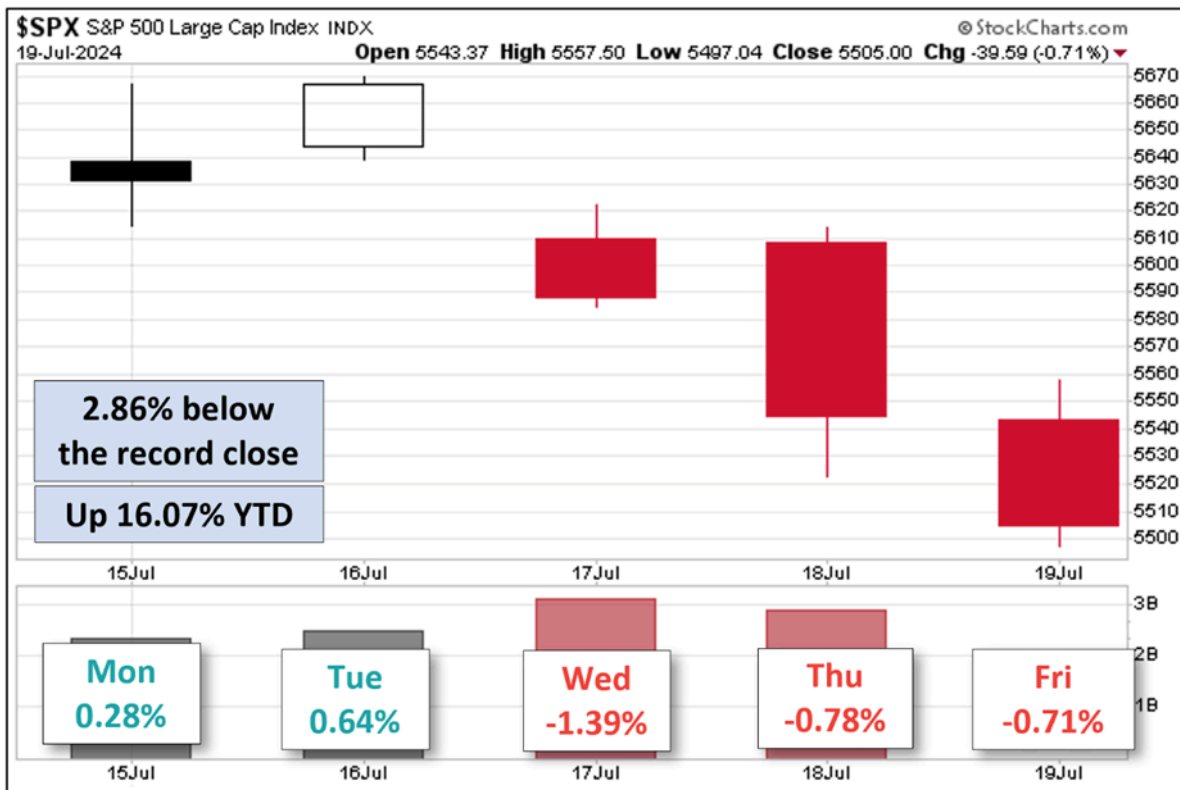 $SPX S&P 500 Large Cap Index INDX
© StockCharts.com
19-Jul-2024
Open 5543.37 High 5557.50 Low 5497.04 Close 5505.00 Chg -39.59 (-0.71%)
5670
5660
5650
5640
5630
5620
5610
5600
5590
5580
5570
5560
5550
5540
5530
5520
5510
5500
2.86% below
the record close
Up 16.07% YTD
15Jul 16Jul 17Jul 18Jul 19Jul
3B
2B
1B
Mon
0.28%
Tue
0.64%
Wed
-1.39%
Thu
-0.78%
Fri
-0.71%
15Jul 16Jul 17Jul 18Jul 19Jul